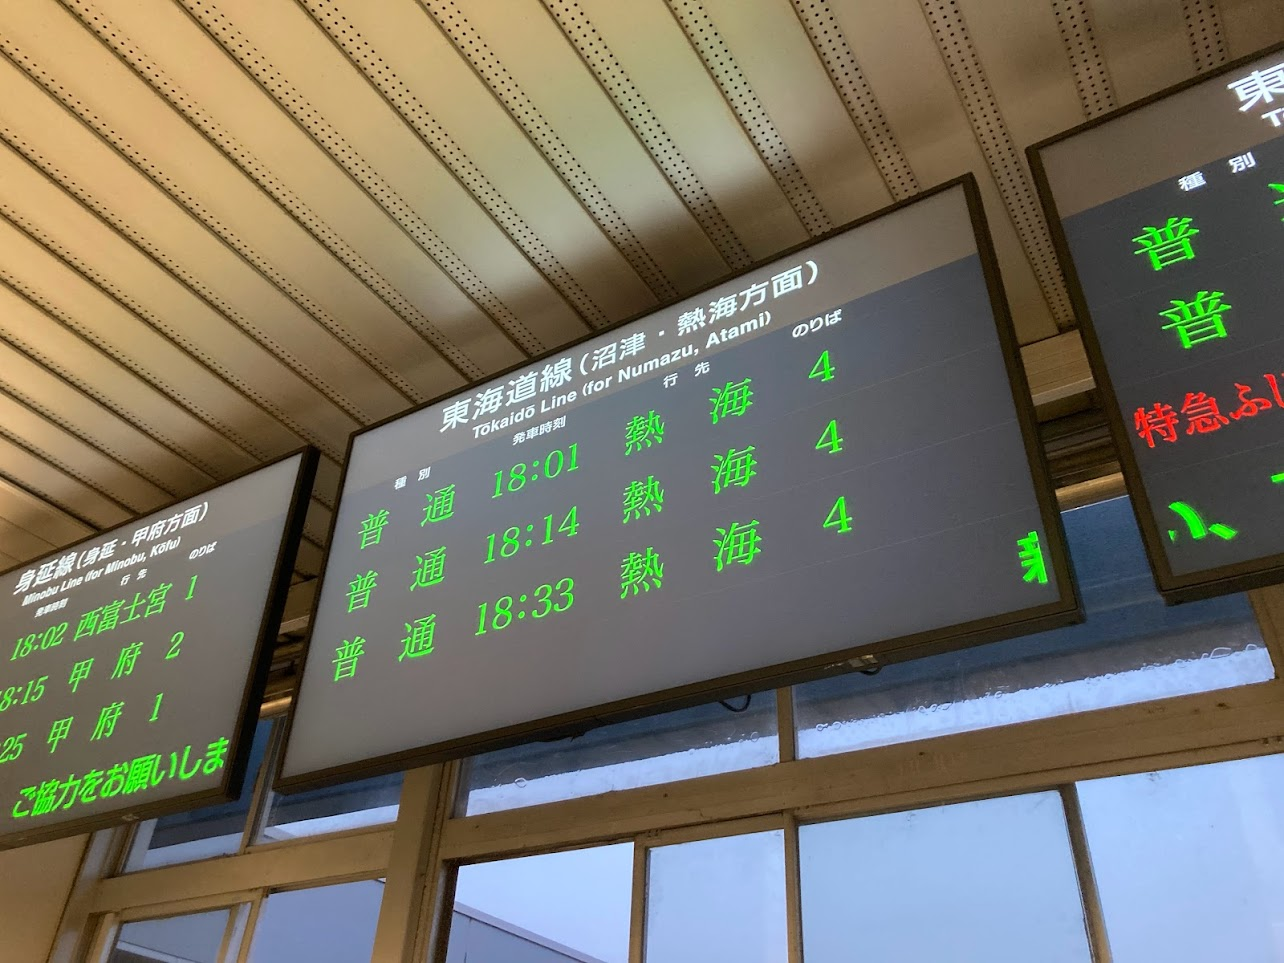 身延線(身延・甲府方面)
Minobu Line (for Minobu, Kōfu)
発車時刻 行先 のりば
18:02 西富士宮 1
8:15 甲府 2
25 甲府 1
ご協力をお願いしま
東海道線(沼津・熱海方面)
Tōkaidō Line (for Numazu, Atami)
種別 発車時刻 行先 のりば
普通 18:01 熱海 4
普通 18:14 熱海 4
普通 18:33 熱海 4
東
種別
普
普
特急ふじ